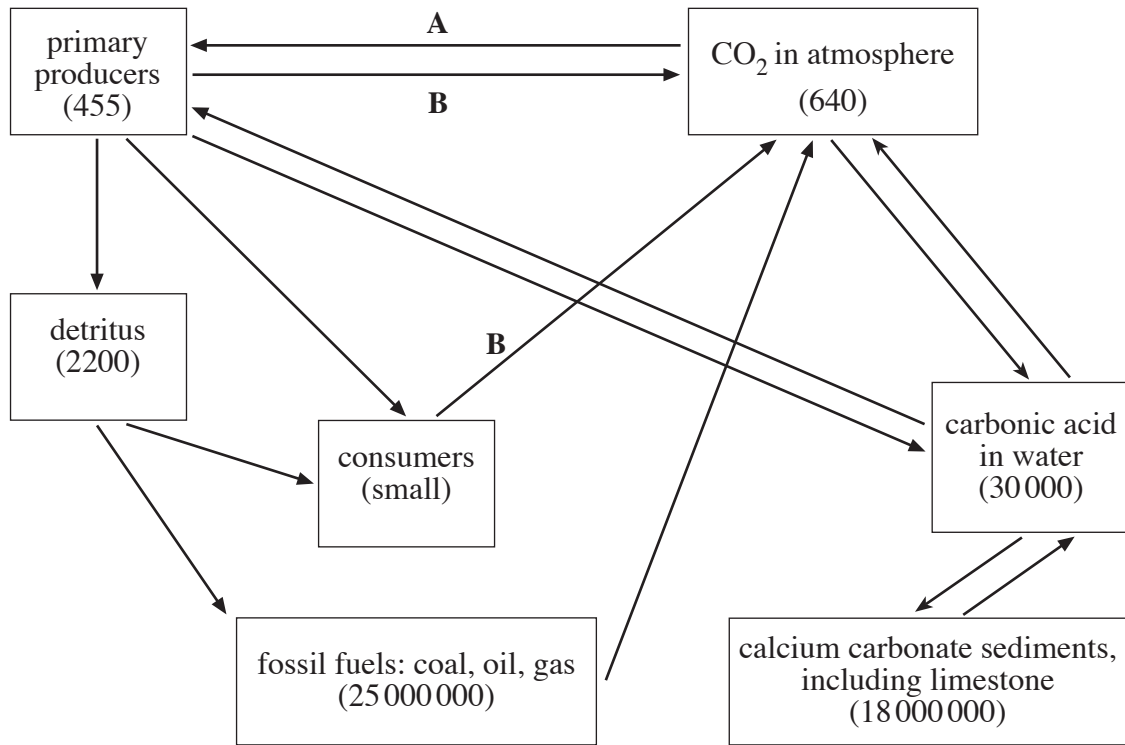 primary
producers
(455)
A
B
CO₂ in atmosphere
(640)
detritus
(2200)
B
consumers
(small)
carbonic acid
in water
(30 000)
fossil fuels: coal, oil, gas
(25 000 000)
calcium carbonate sediments,
including limestone
(18 000 000)